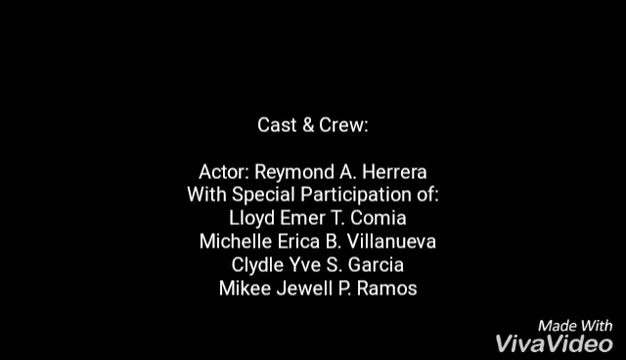 Cast & Crew:
Actor: Reymond A. Herrera
With Special Participation of:
Lloyd Emer T. Comia
Michelle Erica B. Villanueva
Clydle Yve S. Garcia
Mikee Jewell P. Ramos
Made With
VivaVideo